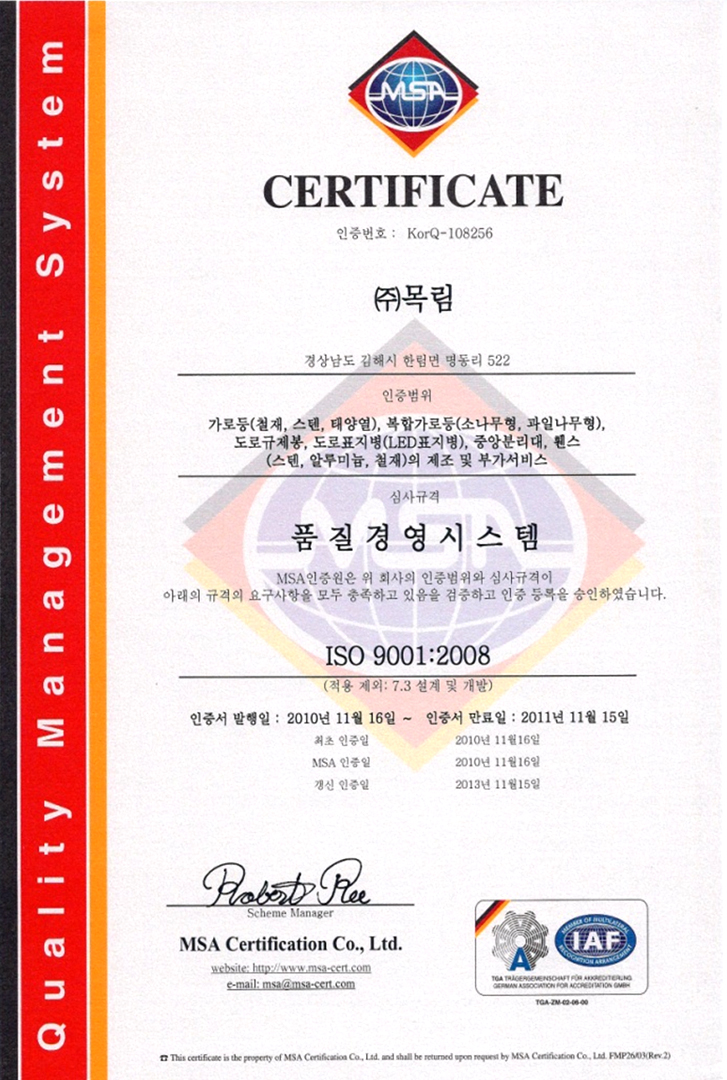 Quality Management System
MSA
CERTIFICATE
인증번호 : KorQ-108256
㈜목림
경상남도 김해시 한림면 명동리 522
인증범위
가로등(철재, 스텐, 태양열), 복합가로등(소나무형, 과일나무형),
도로규제봉, 도로표지병(LED표지병), 중앙분리대, 휀스
(스텐, 알루미늄, 철재)의 제조 및 부가서비스
심사규격
품질경영시스템
MSA인증원은 위 회사의 인증범위와 심사규격이
아래의 규격의 요구사항을 모두 충족하고 있음을 검증하고 인증 등록을 승인하였습니다.
ISO 9001:2008
(적용 제외: 7.3 설계 및 개발)
인증서 발행일 : 2010년 11월 16일 ~ 인증서 만료일 : 2011년 11월 15일
최초 인증일 2010년 11월16일
MSA 인증일 2010년 11월16일
갱신 인증일 2013년 11월15일
Robert Ree
Scheme Manager
MSA Certification Co., Ltd.
website: http://www.msa-cert.com
e-mail: msa@msa-cert.com
MEMBER OF MULTILATERAL
IAF
RECOGNITION ARRANGEMENT
A
TGA TRÄGERGEMEINSCHAFT FÜR AKKREDITIERUNG
GERMAN ASSOCIATION FOR ACCREDITATION GMBH
TGA-ZM-02-06-00
☎ This certificate is the property of MSA Certification Co., Ltd. and shall be returned upon request by MSA Certification Co., Ltd. FMP26/03(Rev.2)